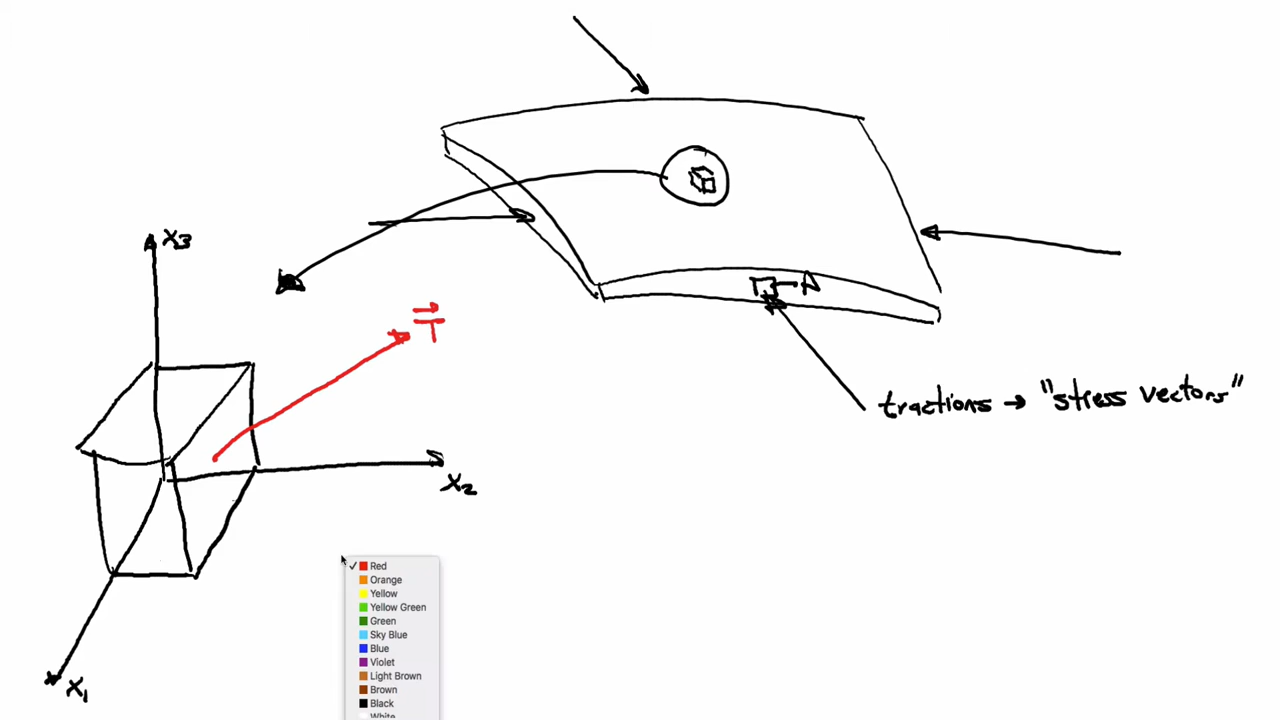 X3
T
A
tractions → "stress vectors"
X2
X1
✓ Red
Orange
Yellow
Yellow Green
Green
Sky Blue
Blue
Violet
Light Brown
Brown
Black
White